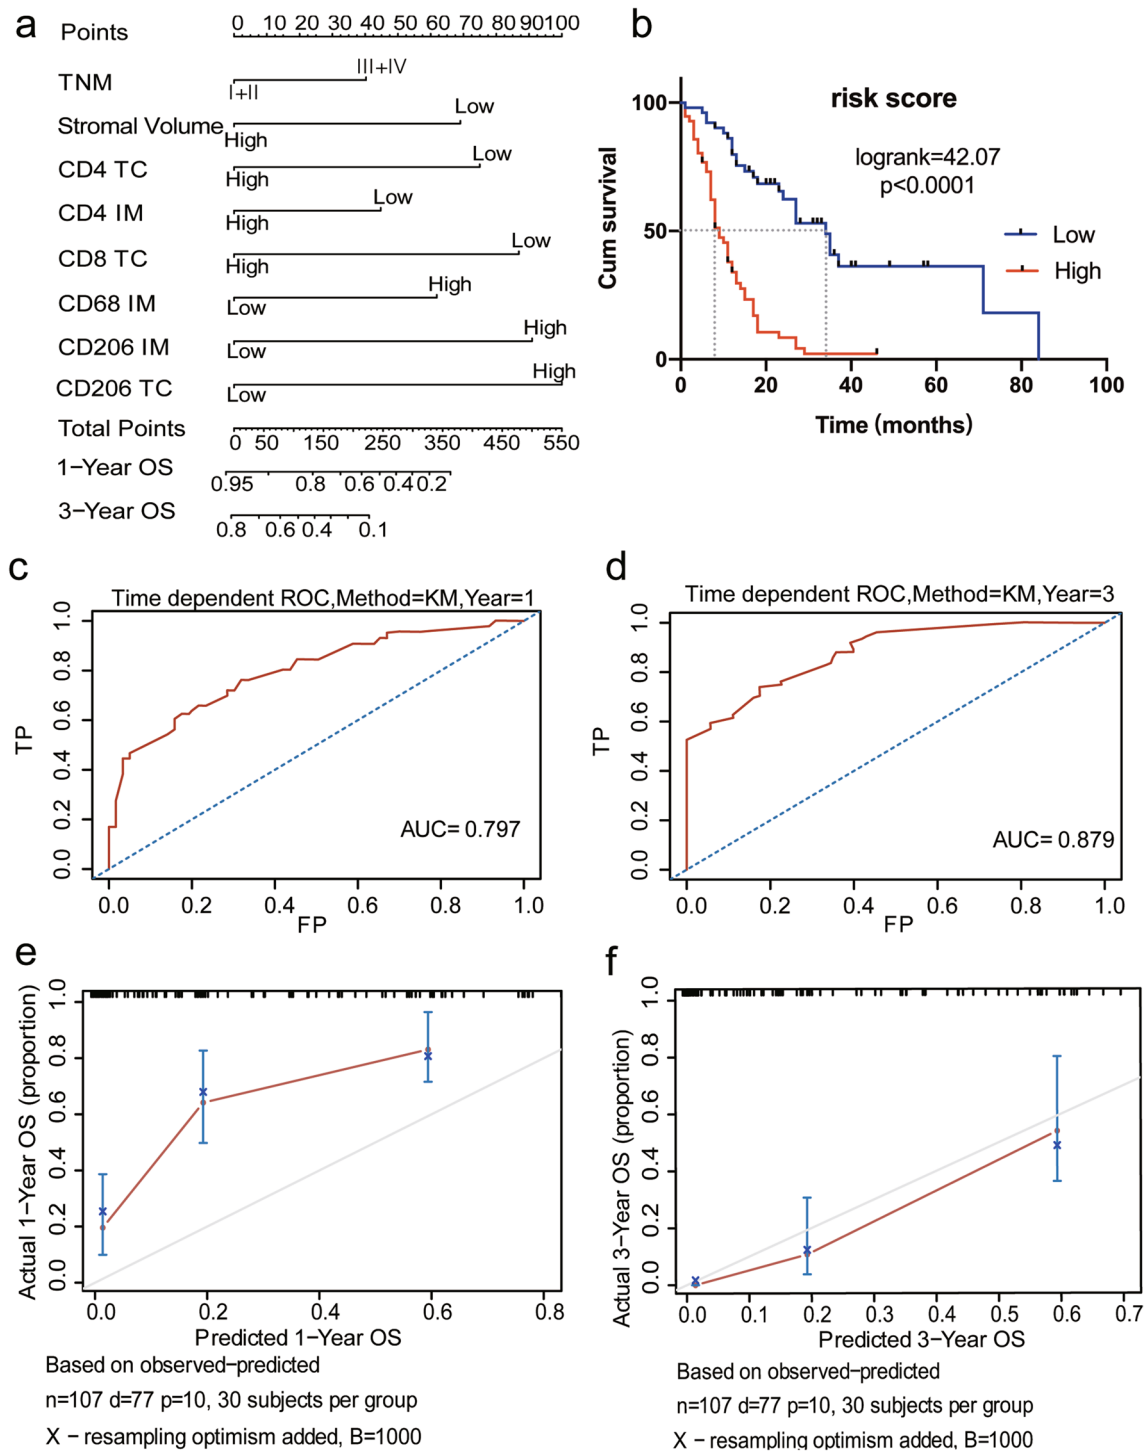 a
Points
0 10 20 30 40 50 60 70 80 90 100
TNM
III+IV
I+II
Stromal Volume
Low
High
CD4 TC
Low
High
CD4 IM
Low
High
CD8 TC
Low
High
CD68 IM
High
Low
CD206 IM
High
Low
CD206 TC
High
Low
Total Points
0 50 150 250 350 450 550
1−Year OS
0.95 0.8 0.6 0.4 0.2
3−Year OS
0.8 0.6 0.4 0.1
b
risk score
logrank=42.07
p<0.0001
Low
High
Cum survival
100
50
0
0 20 40 60 80 100
Time (months)
c
Time dependent ROC,Method=KM,Year=1
TP
1.0
0.8
0.6
0.4
0.2
0.0
AUC= 0.797
0.0 0.2 0.4 0.6 0.8 1.0
FP
d
Time dependent ROC,Method=KM,Year=3
TP
1.0
0.8
0.6
0.4
0.2
0.0
AUC= 0.879
0.0 0.2 0.4 0.6 0.8 1.0
FP
e
Actual 1−Year OS (proportion)
1.0
0.8
0.6
0.4
0.2
0.0
0.0 0.2 0.4 0.6 0.8
Predicted 1−Year OS
Based on observed−predicted
n=107 d=77 p=10, 30 subjects per group
X − resampling optimism added, B=1000
f
Actual 3−Year OS (proportion)
1.0
0.8
0.6
0.4
0.2
0.0
0.0 0.1 0.2 0.3 0.4 0.5 0.6 0.7
Predicted 3−Year OS
Based on observed−predicted
n=107 d=77 p=10, 30 subjects per group
X − resampling optimism added, B=1000